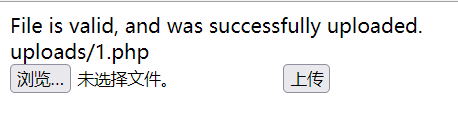 File is valid, and was successfully uploaded.
uploads/1.php
浏览... 未选择文件。 上传